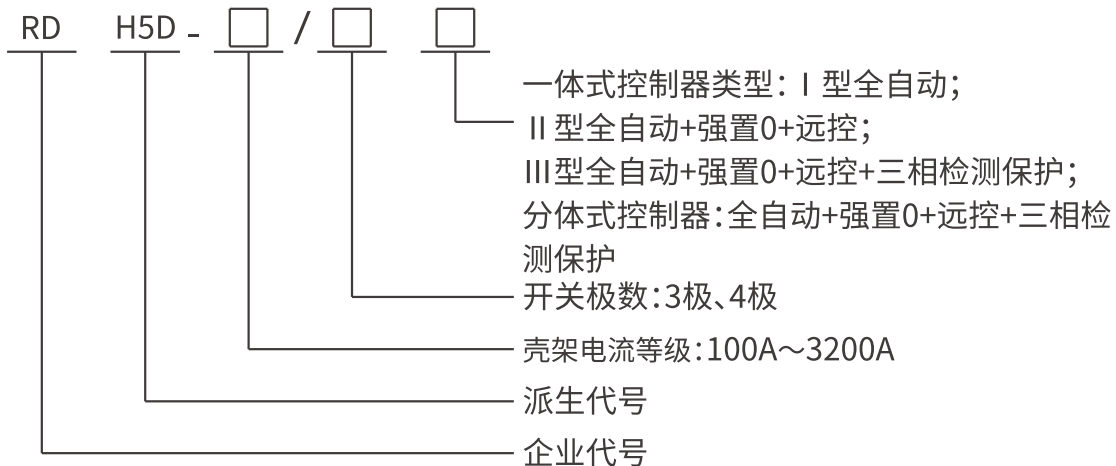 RD H5D-□/□ □
一体式控制器类型：Ⅰ型全自动；
Ⅱ型全自动+强置0+远控；
Ⅲ型全自动+强置0+远控+三相检测保护；
分体式控制器：全自动+强置0+远控+三相检
测保护
开关极数：3极、4极
壳架电流等级：100A～3200A
派生代号
企业代号